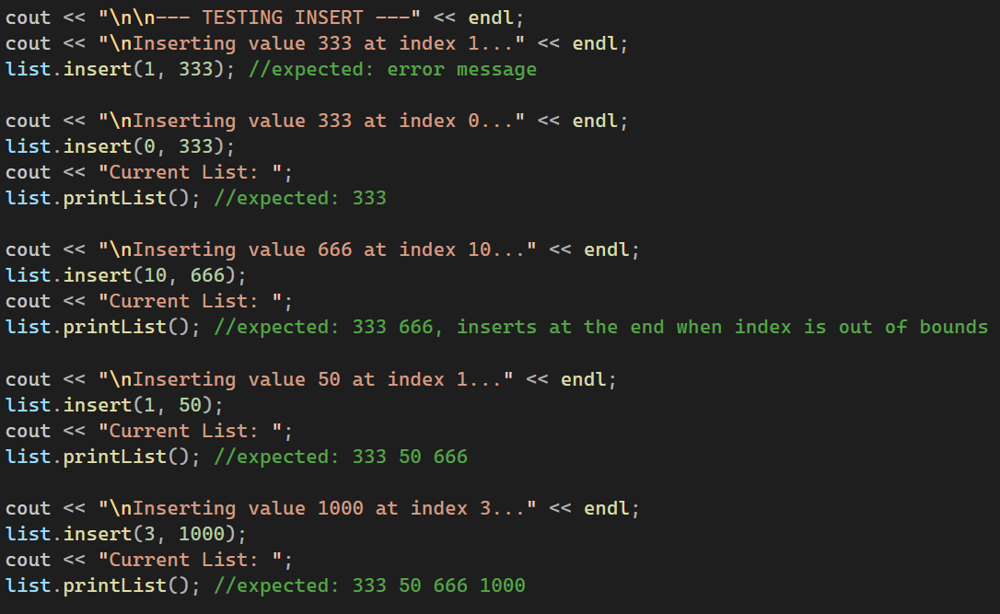 cout << "\n\n--- TESTING INSERT ---" << endl;
cout << "\nInserting value 333 at index 1..." << endl;
list.insert(1, 333); //expected: error message
cout << "\nInserting value 333 at index 0..." << endl;
list.insert(0, 333);
cout << "Current List: ";
list.printList(); //expected: 333
cout << "\nInserting value 666 at index 10..." << endl;
list.insert(10, 666);
cout << "Current List: ";
list.printList(); //expected: 333 666, inserts at the end when index is out of bounds
cout << "\nInserting value 50 at index 1..." << endl;
list.insert(1, 50);
cout << "Current List: ";
list.printList(); //expected: 333 50 666
cout << "\nInserting value 1000 at index 3..." << endl;
list.insert(3, 1000);
cout << "Current List: ";
list.printList(); //expected: 333 50 666 1000